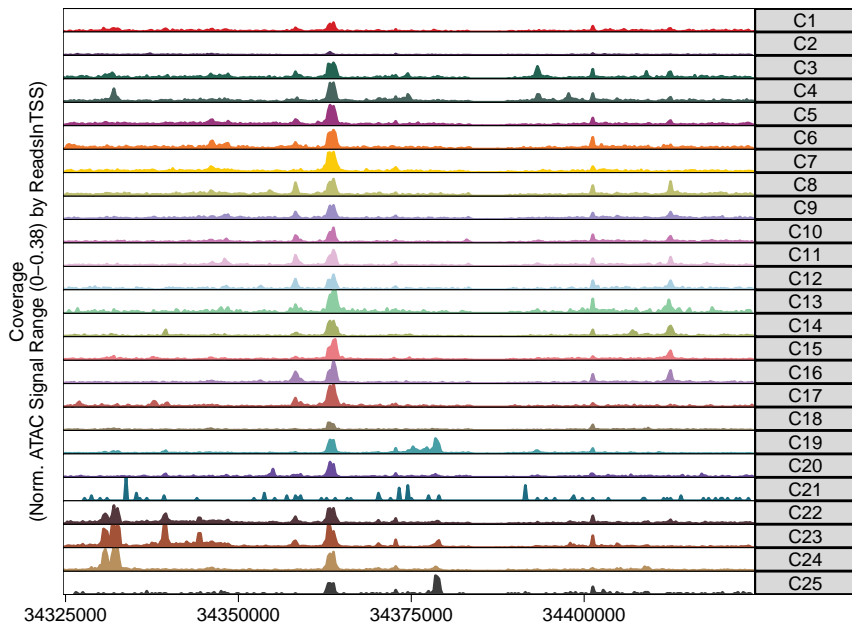 Coverage
(Norm. ATAC Signal Range (0–0.38) by ReadsInTSS)
C1
C2
C3
C4
C5
C6
C7
C8
C9
C10
C11
C12
C13
C14
C15
C16
C17
C18
C19
C20
C21
C22
C23
C24
C25
34325000 34350000 34375000 34400000